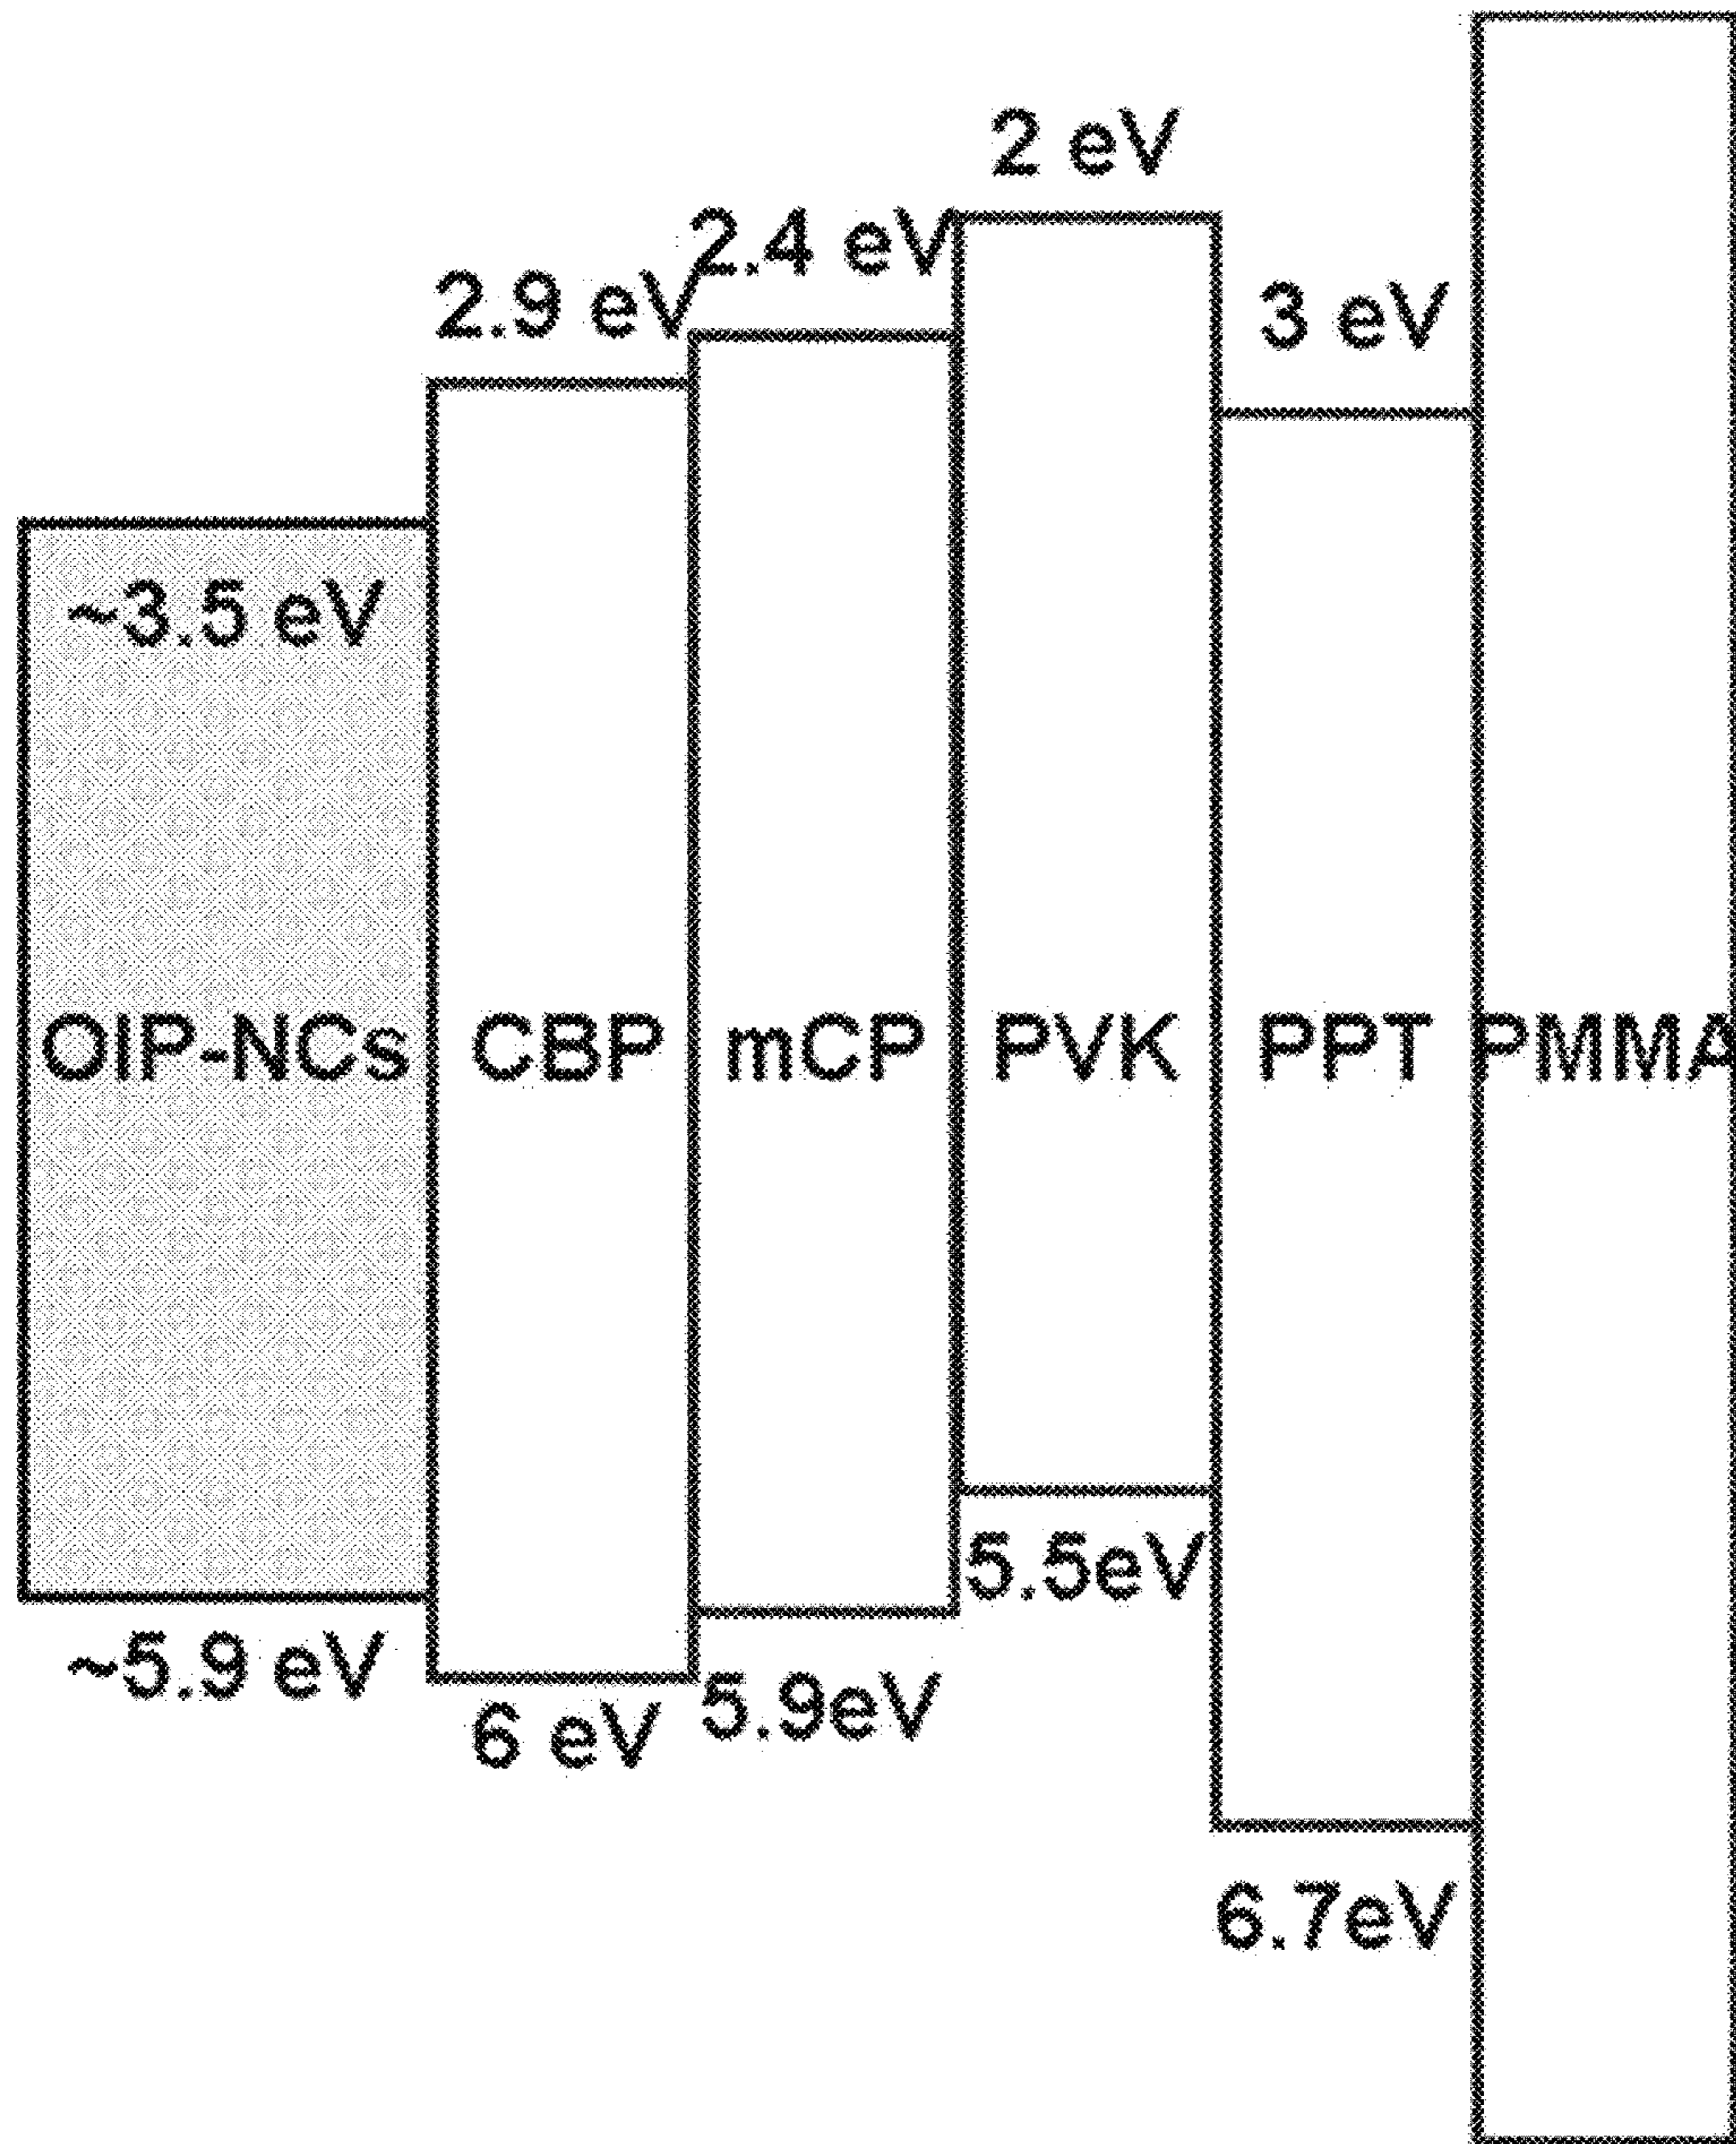 2 eV
2.4 eV
2.9 eV
3 eV
~3.5 eV
OIP-NCs CBP mCP PVK PPT PMMA
5.5eV
~5.9 eV
5.9eV
6 eV
6.7eV